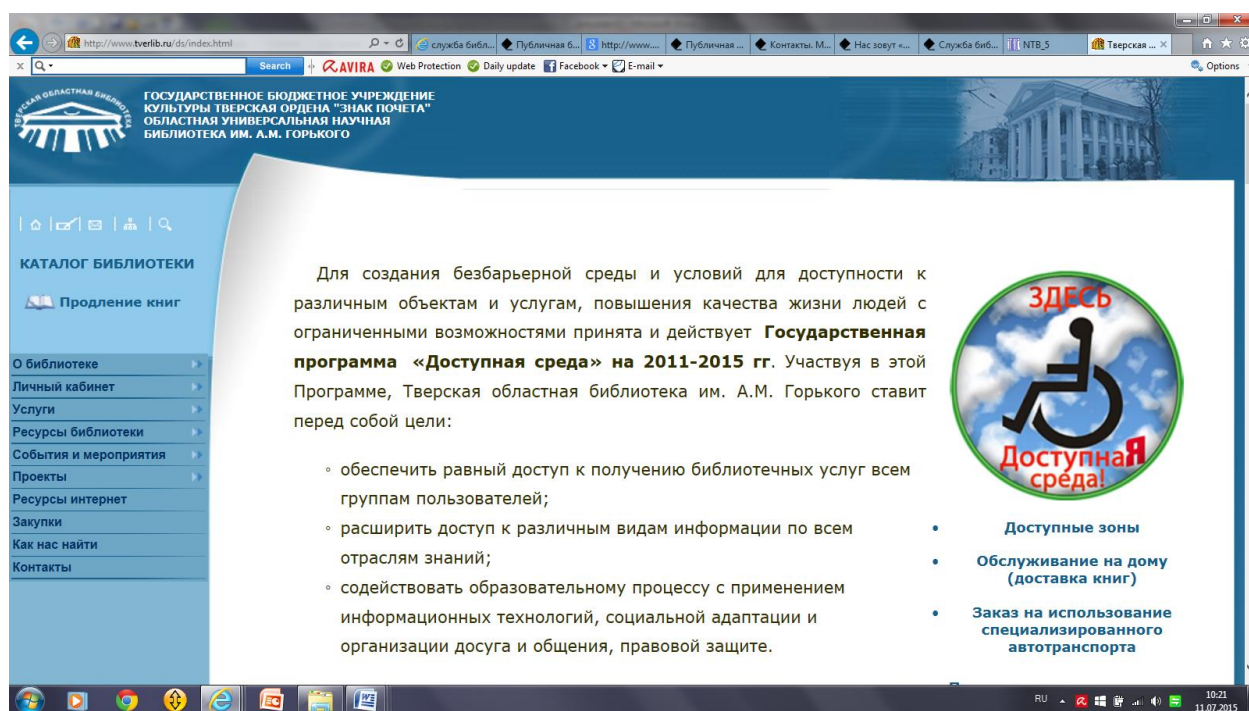 http://www.tverlib.ru/ds/index.html
служба библ...
Публичная б...
http://www....
Публичная ...
Контакты. М...
Нас зовут «...
Служба биб...
NTB_5
Тверская ...
Search
AVIRA
Web Protection
Daily update
Facebook
E-mail
Options
ТВЕРСКАЯ ОБЛАСТНАЯ БИБЛИОТЕКА
ГОСУДАРСТВЕННОЕ БЮДЖЕТНОЕ УЧРЕЖДЕНИЕ
КУЛЬТУРЫ ТВЕРСКАЯ ОРДЕНА "ЗНАК ПОЧЕТА"
ОБЛАСТНАЯ УНИВЕРСАЛЬНАЯ НАУЧНАЯ
БИБЛИОТЕКА ИМ. А.М. ГОРЬКОГО
КАТАЛОГ БИБЛИОТЕКИ
Продление книг
О библиотеке
Личный кабинет
Услуги
Ресурсы библиотеки
События и мероприятия
Проекты
Ресурсы интернет
Закупки
Как нас найти
Контакты
Для создания безбарьерной среды и условий для доступности к
различным объектам и услугам, повышения качества жизни людей с
ограниченными возможностями принята и действует Государственная
программа «Доступная среда» на 2011-2015 гг. Участвуя в этой
Программе, Тверская областная библиотека им. А.М. Горького ставит
перед собой цели:
◦ обеспечить равный доступ к получению библиотечных услуг всем
группам пользователей;
◦ расширить доступ к различным видам информации по всем
отраслям знаний;
◦ содействовать образовательному процессу с применением
информационных технологий, социальной адаптации и
организации досуга и общения, правовой защите.
ЗДЕСЬ
ДоступнаЯ
среда!
• Доступные зоны
• Обслуживание на дому
(доставка книг)
• Заказ на использование
специализированного
автотранспорта
RU
10:21
11.07.2015